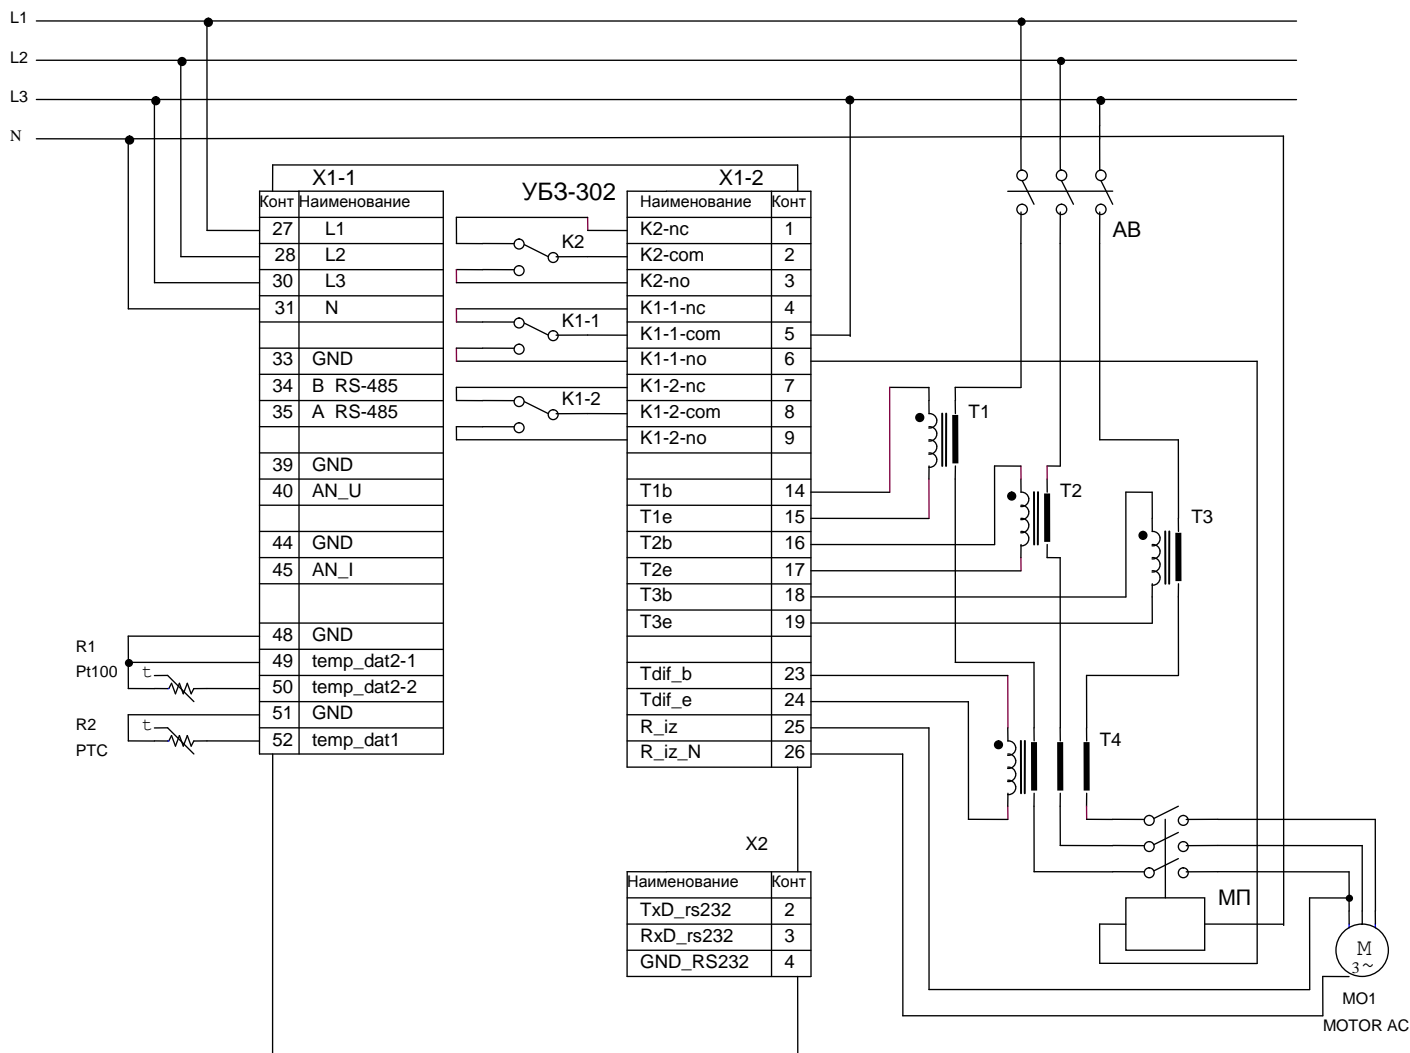 L1
L2
L3
N
X1-1
УБЗ-302
X1-2
Конт Наименование
27 L1
28 L2
30 L3
31 N
33 GND
34 B RS-485
35 A RS-485
39 GND
40 AN_U
44 GND
45 AN_I
48 GND
49 temp_dat2-1
50 temp_dat2-2
51 GND
52 temp_dat1
K2
K1-1
K1-2
Наименование Конт
K2-nc 1
K2-com 2
K2-no 3
K1-1-nc 4
K1-1-com 5
K1-1-no 6
K1-2-nc 7
K1-2-com 8
K1-2-no 9
T1b 14
T1e 15
T2b 16
T2e 17
T3b 18
T3e 19
Tdif_b 23
Tdif_e 24
R_iz 25
R_iz_N 26
AB
T1
T2
T3
T4
R1
Pt100
t
R2
PTC
t
X2
Наименование Конт
TxD_rs232 2
RxD_rs232 3
GND_RS232 4
МП
M
3~
MO1
MOTOR AC